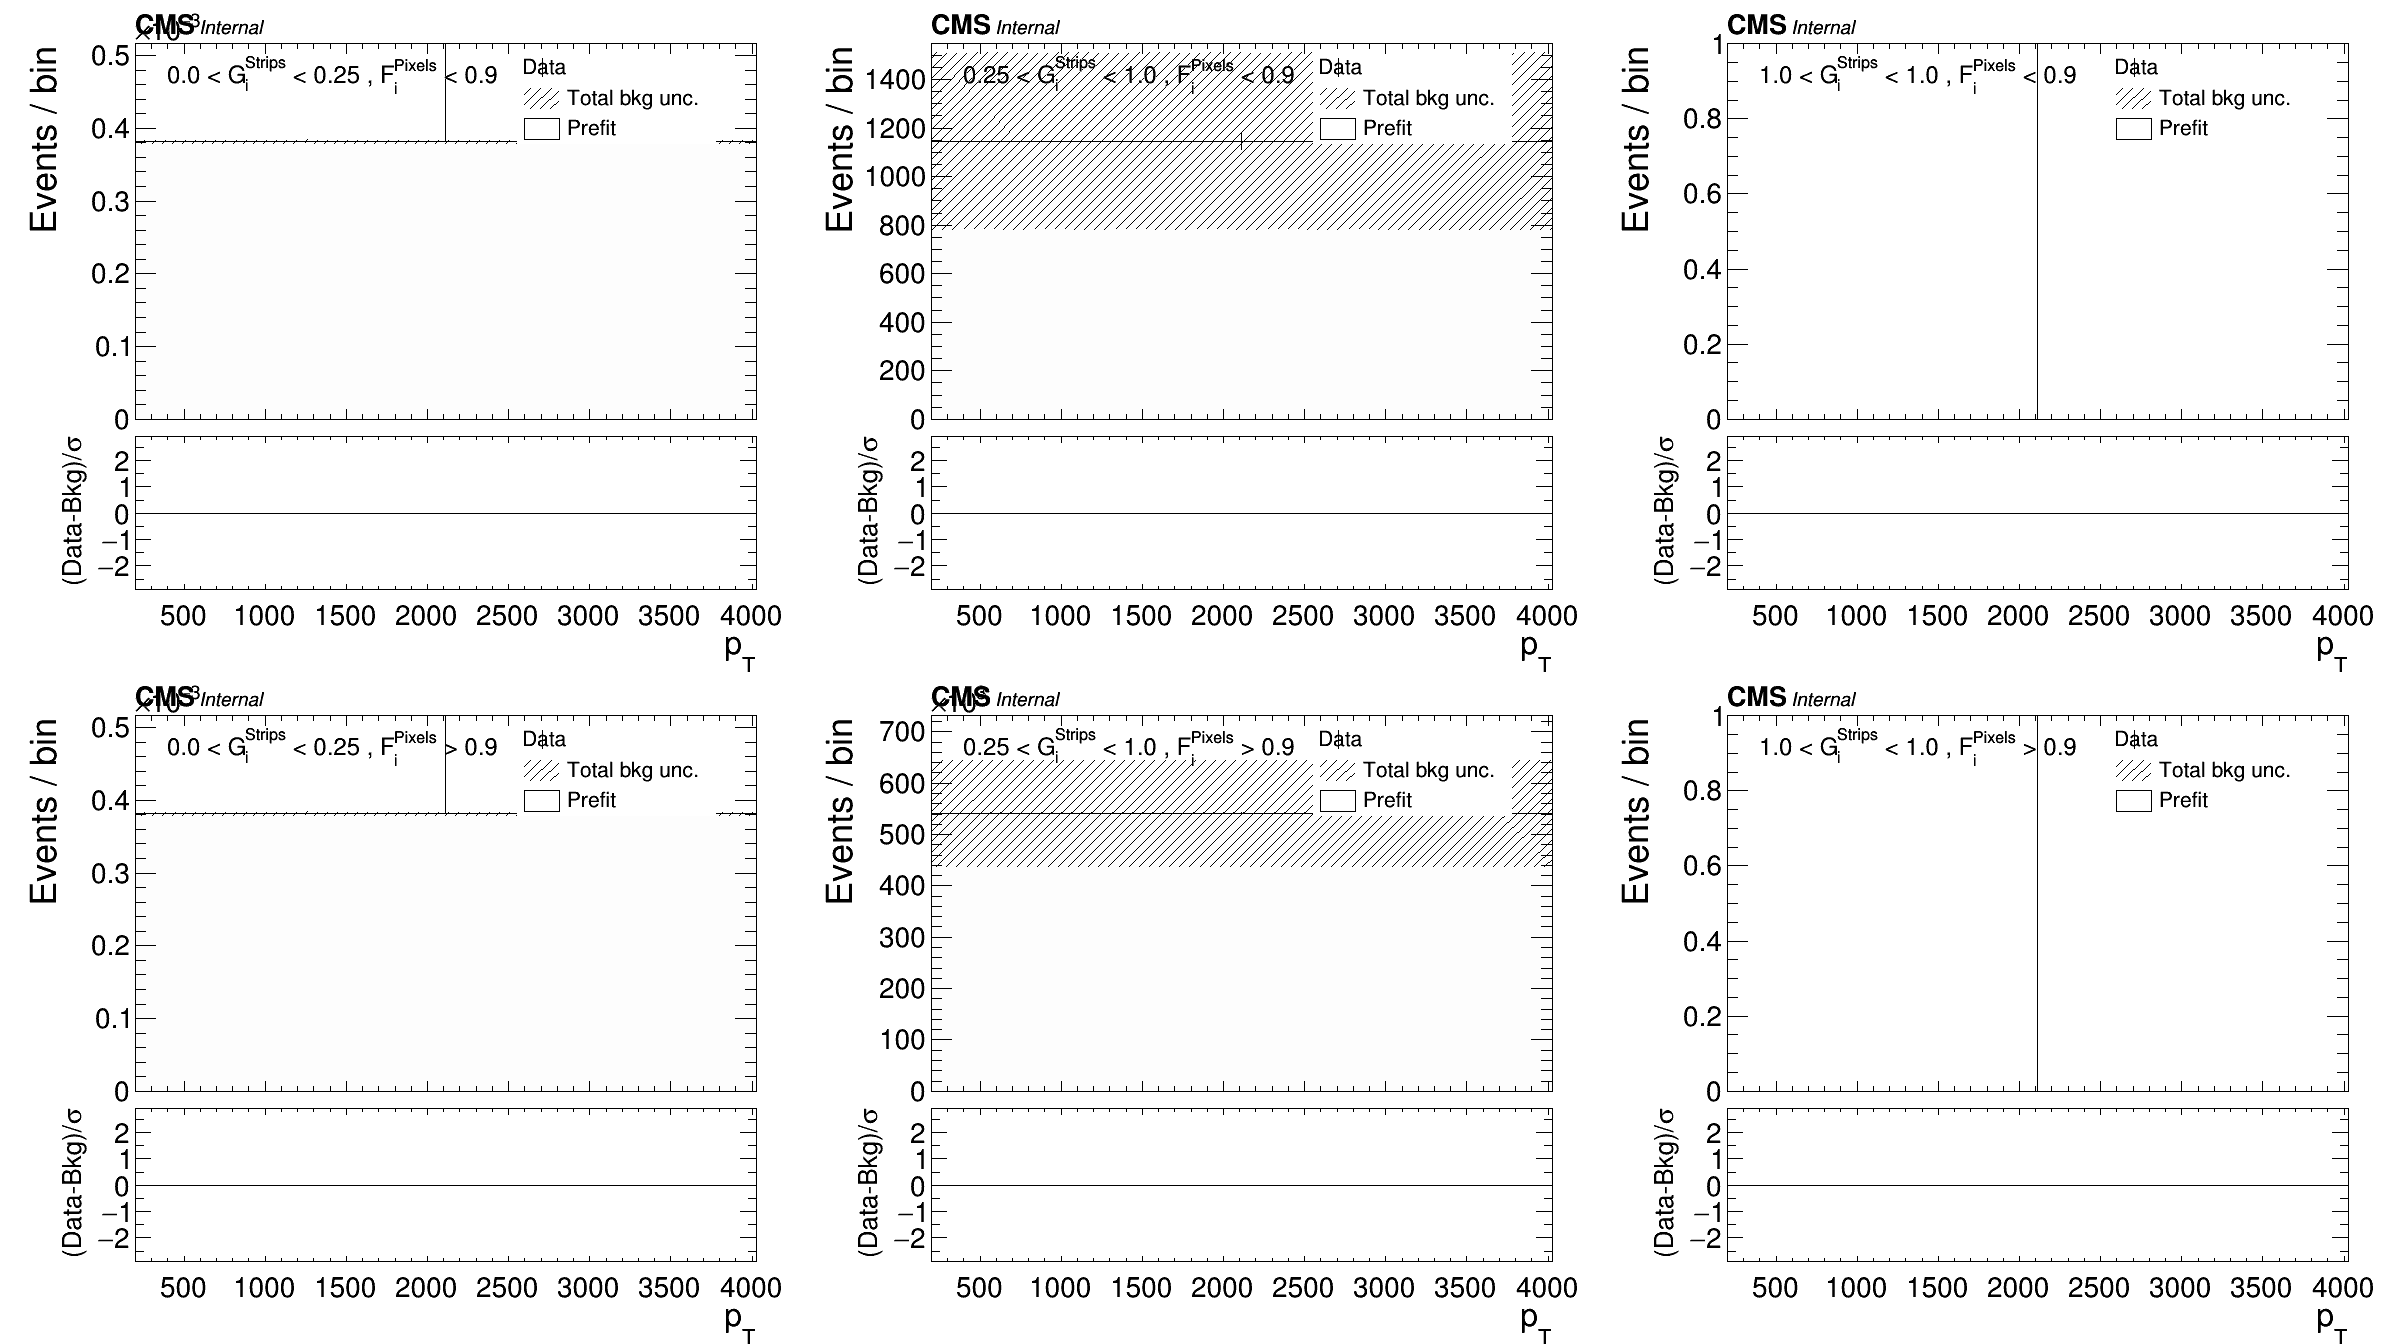 CMS Internal
Events / bin
0.0 < G_i^Strips < 0.25 , F_i^Pixels < 0.9
Data
Total bkg unc.
Prefit
0.5
0.4
0.3
0.2
0.1
0
(Data-Bkg)/σ
2
1
0
−1
−2
500 1000 1500 2000 2500 3000 3500 4000
p_T
CMS Internal
Events / bin
0.25 < G_i^Strips < 1.0 , F_i^Pixels < 0.9
Data
Total bkg unc.
Prefit
1400
1200
1000
800
600
400
200
0
(Data-Bkg)/σ
2
1
0
−1
−2
500 1000 1500 2000 2500 3000 3500 4000
p_T
CMS Internal
Events / bin
1.0 < G_i^Strips < 1.0 , F_i^Pixels < 0.9
Data
Total bkg unc.
Prefit
1
0.8
0.6
0.4
0.2
0
(Data-Bkg)/σ
2
1
0
−1
−2
500 1000 1500 2000 2500 3000 3500 4000
p_T
CMS Internal
Events / bin
0.0 < G_i^Strips < 0.25 , F_i^Pixels > 0.9
Data
Total bkg unc.
Prefit
0.5
0.4
0.3
0.2
0.1
0
(Data-Bkg)/σ
2
1
0
−1
−2
500 1000 1500 2000 2500 3000 3500 4000
p_T
CMS Internal
Events / bin
0.25 < G_i^Strips < 1.0 , F_i^Pixels > 0.9
Data
Total bkg unc.
Prefit
700
600
500
400
300
200
100
0
(Data-Bkg)/σ
2
1
0
−1
−2
500 1000 1500 2000 2500 3000 3500 4000
p_T
CMS Internal
Events / bin
1.0 < G_i^Strips < 1.0 , F_i^Pixels > 0.9
Data
Total bkg unc.
Prefit
1
0.8
0.6
0.4
0.2
0
(Data-Bkg)/σ
2
1
0
−1
−2
500 1000 1500 2000 2500 3000 3500 4000
p_T